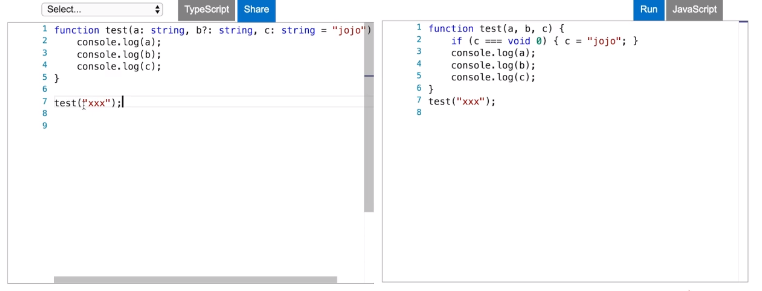 Select... TypeScript Share
1 function test(a: string, b?: string, c: string = "jojo")
2 console.log(a);
3 console.log(b);
4 console.log(c);
5 }
6
7 test("xxx");
8
9
Run JavaScript
1 function test(a, b, c) {
2 if (c === void 0) { c = "jojo"; }
3 console.log(a);
4 console.log(b);
5 console.log(c);
6 }
7 test("xxx");
8